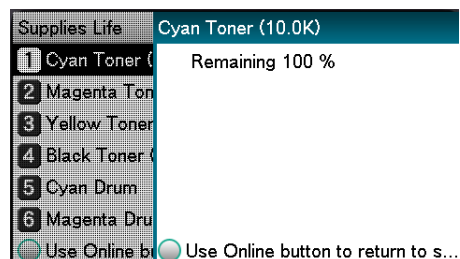 Supplies Life
1 Cyan Toner (
2 Magenta Ton
3 Yellow Toner
4 Black Toner (
5 Cyan Drum
6 Magenta Dru
Use Online bu
Cyan Toner (10.0K)
Remaining 100 %
Use Online button to return to s...